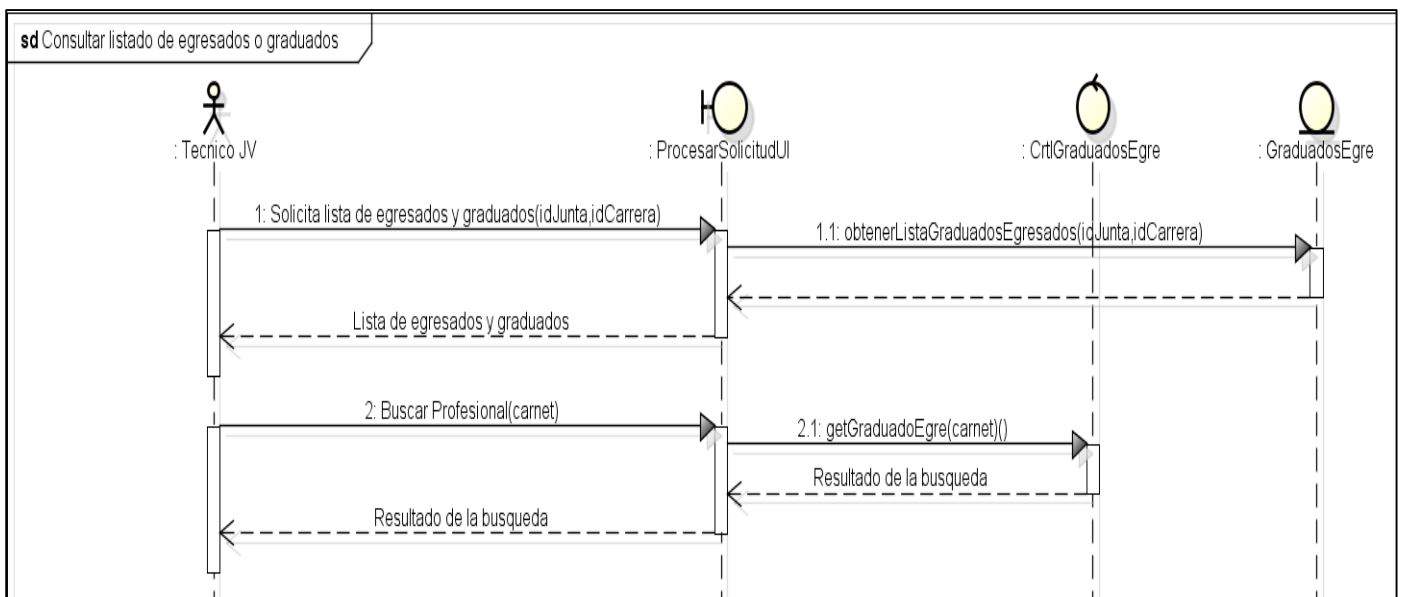 sd Consultar listado de egresados o graduados
: Tecnico JV
: ProcesarSolicitudUI
: CrtlGraduadosEgre
: GraduadosEgre
1: Solicita lista de egresados y graduados(idJunta,idCarrera)
1.1: obtenerListaGraduadosEgresados(idJunta,idCarrera)
Lista de egresados y graduados
2: Buscar Profesional(carnet)
2.1: getGraduadoEgre(carnet)()
Resultado de la busqueda
Resultado de la busqueda